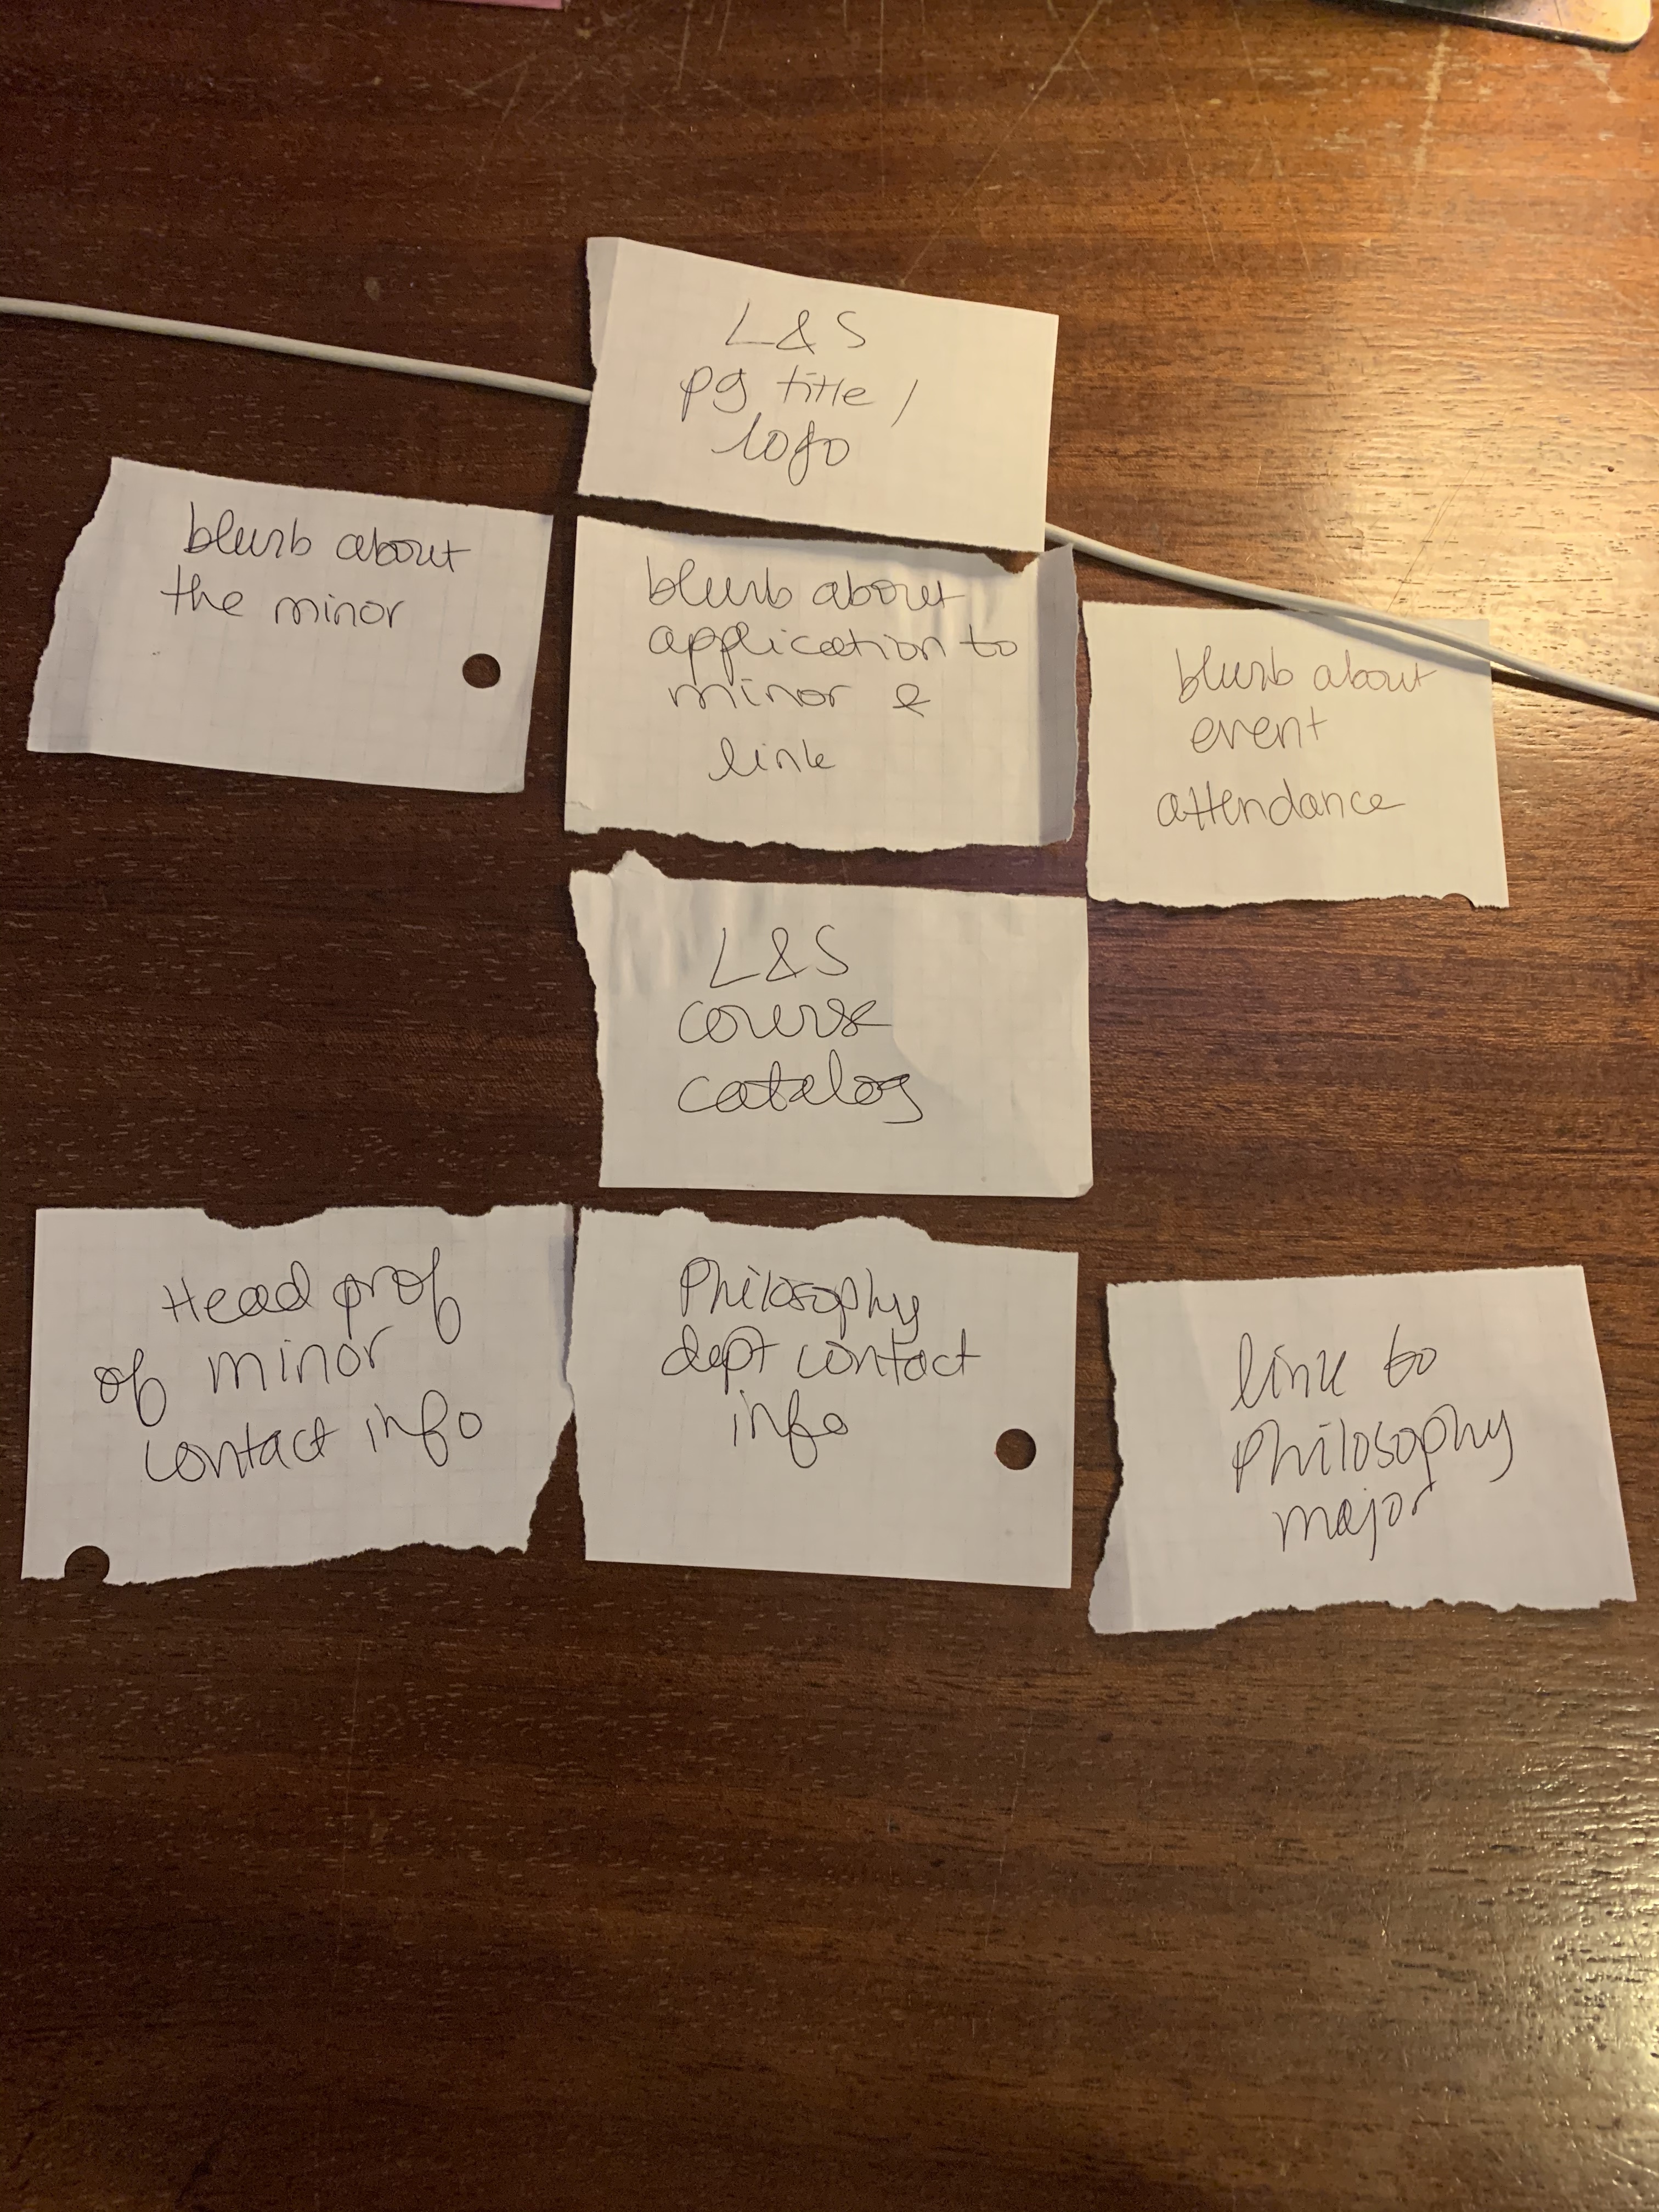 L&S
pg title /
logo
blurb about
the minor
blurb about
application to
minor &
link
blurb about
event
attendance
L&S
course
catalog
Head prof
of minor
contact info
Philosophy
dept contact
info
link to
Philosophy
major